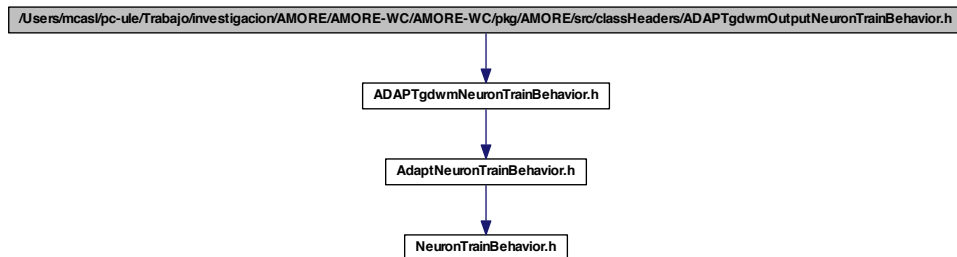 /Users/mcasl/pc-ule/Trabajo/investigacion/AMORE/AMORE-WC/AMORE-WC/pkg/AMORE/src/classHeaders/ADAPTgdwmOutputNeuronTrainBehavior.h
ADAPTgdwmNeuronTrainBehavior.h
AdaptNeuronTrainBehavior.h
NeuronTrainBehavior.h